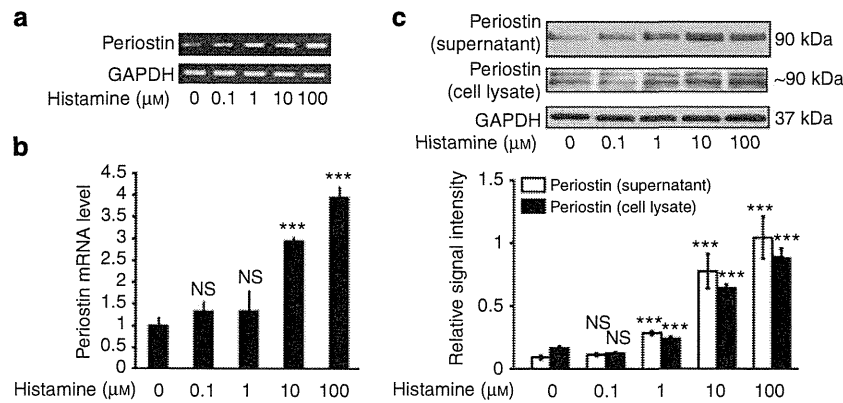 a
Periostin
GAPDH
Histamine (μM) 0 0.1 1 10 100
b
Periostin mRNA level
4.5
4
3.5
3
2.5
2
1.5
1
0.5
0
NS
NS
***
***
Histamine (μM) 0 0.1 1 10 100
c
Periostin (supernatant) 90 kDa
Periostin (cell lysate) ~90 kDa
GAPDH 37 kDa
Histamine (μM) 0 0.1 1 10 100
Relative signal intensity
1.5
1
0.5
0
Periostin (supernatant)
Periostin (cell lysate)
NS
NS
***
***
***
***
***
***
Histamine (μM) 0 0.1 1 10 100